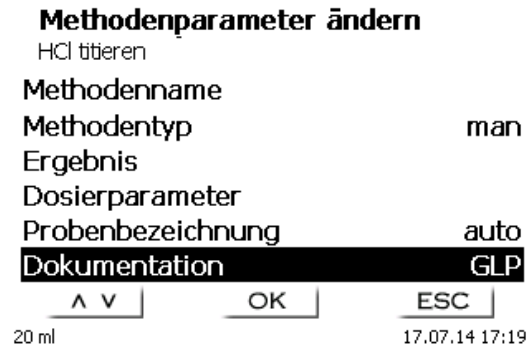 Methodenparameter ändern
HCl titieren
Methodenname
Methodentyp man
Ergebnis
Dosierparameter
Probenbezeichnung auto
Dokumentation GLP
∧ ∨ OK ESC
20 ml 17.07.14 17:19